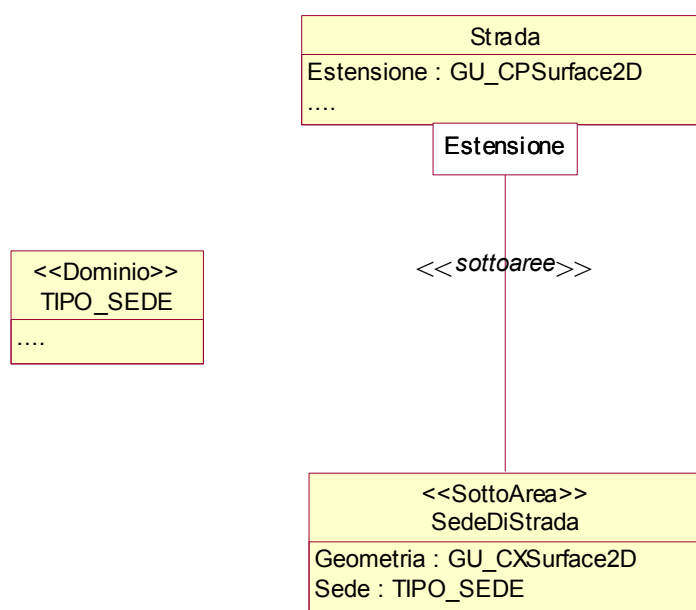 Strada
Estensione : GU_CPSurface2D
....
Estensione
<<sottoaree>>
<<Dominio>>
TIPO_SEDE
....
<<SottoArea>>
SedeDiStrada
Geometria : GU_CXSurface2D
Sede : TIPO_SEDE